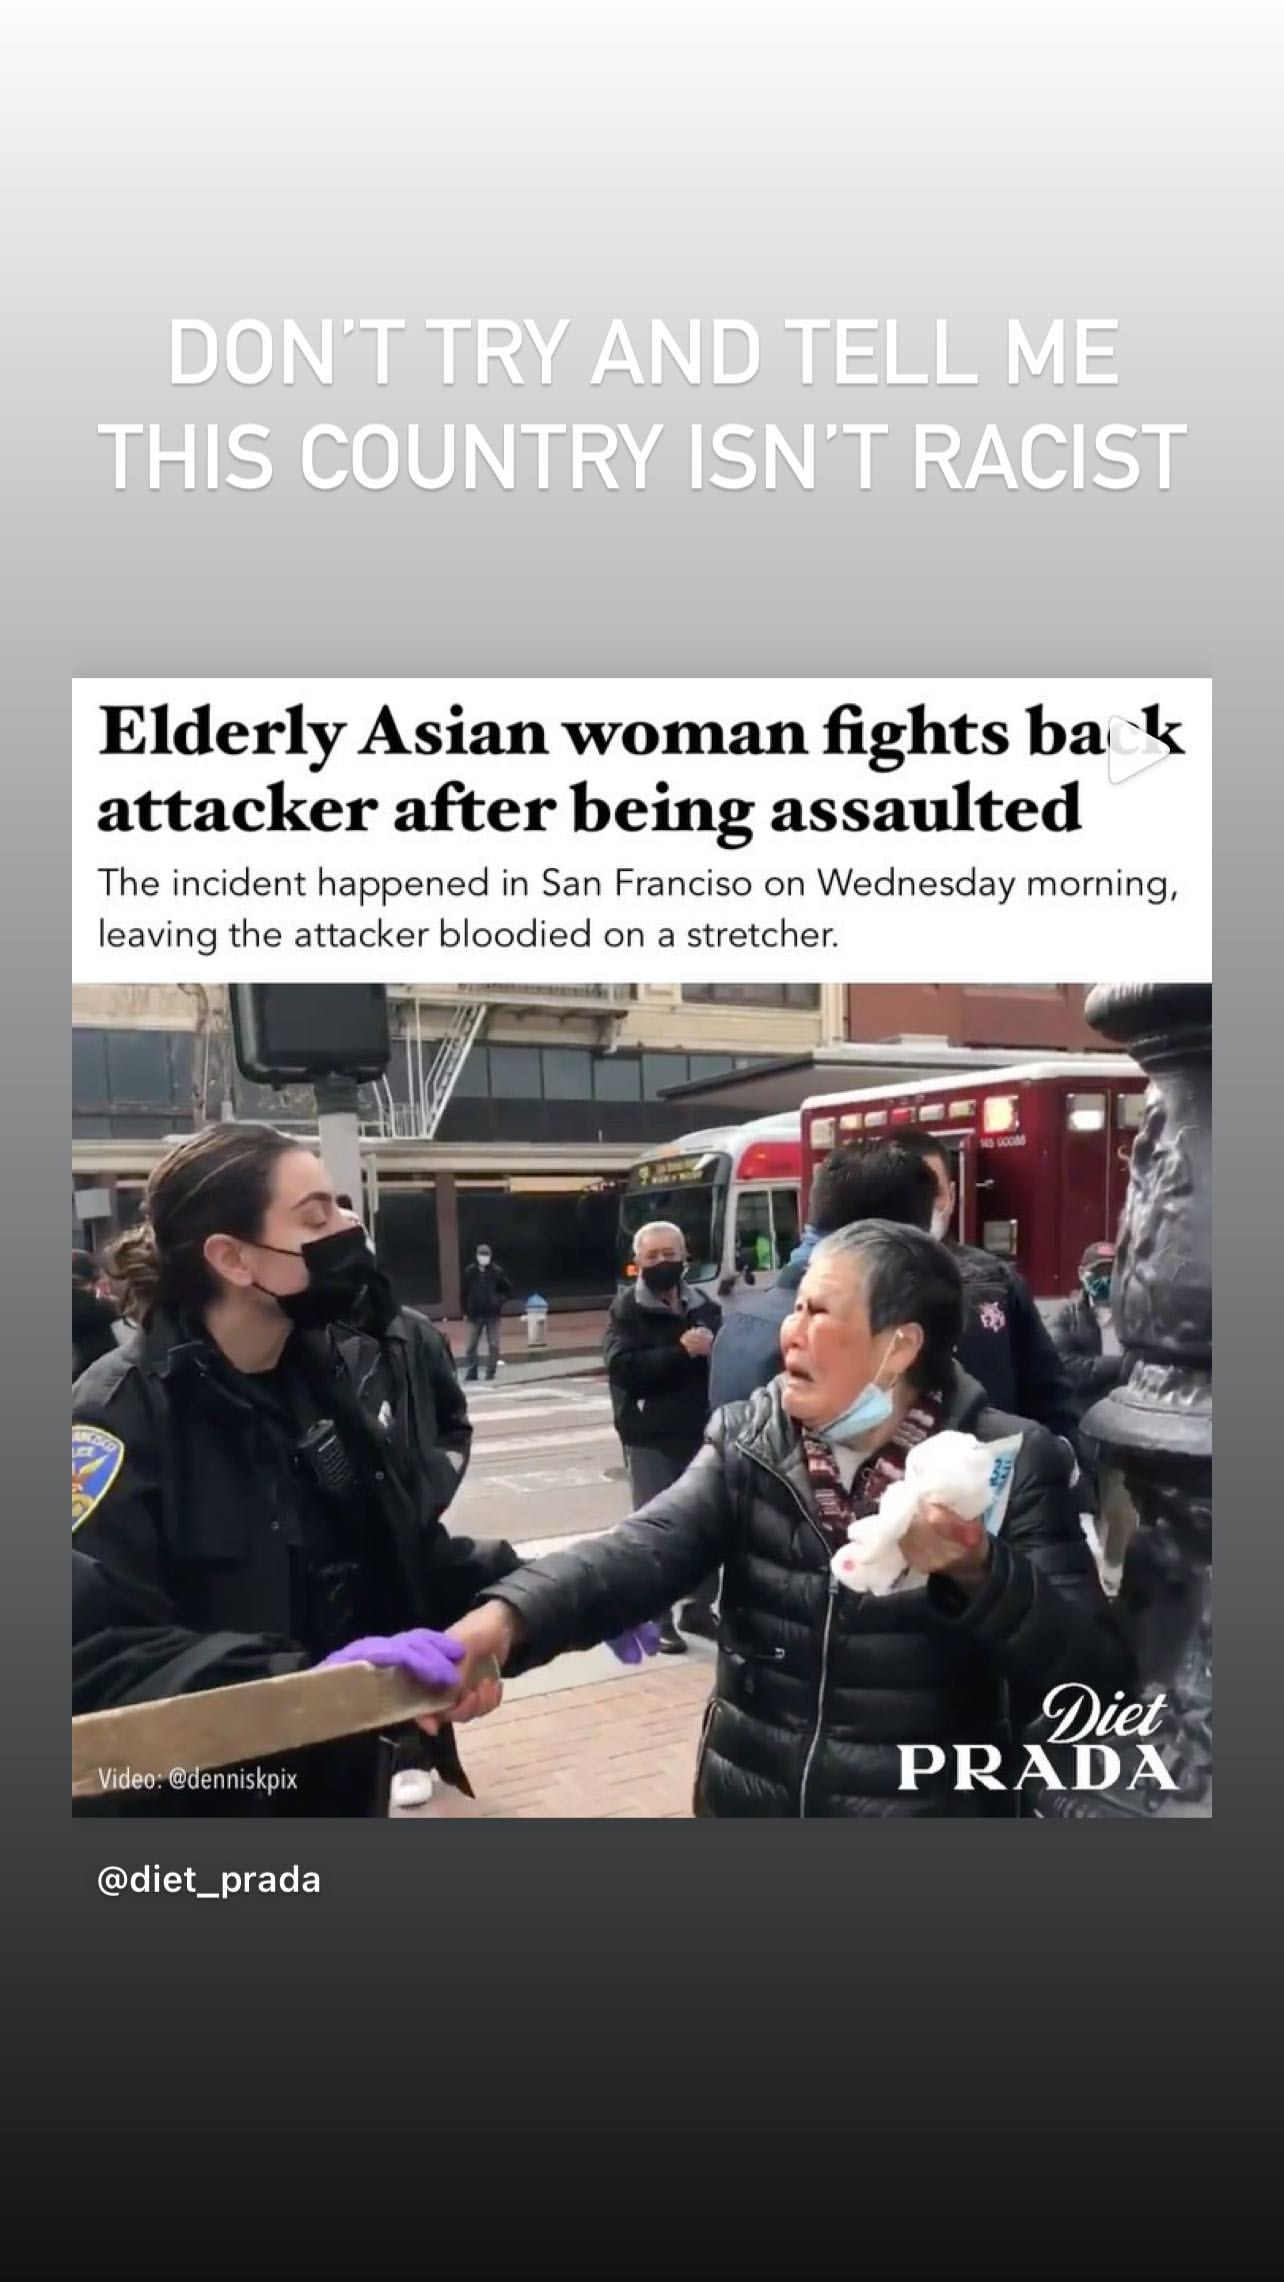 DON'T TRY AND TELL ME
THIS COUNTRY ISN'T RACIST
Elderly Asian woman fights back
attacker after being assaulted
The incident happened in San Franciso on Wednesday morning,
leaving the attacker bloodied on a stretcher.
Video: @denniskpix
Diet
PRADA
@diet_prada